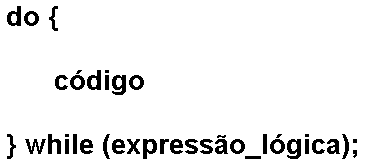 do {
código
} while (expressão_lógica);